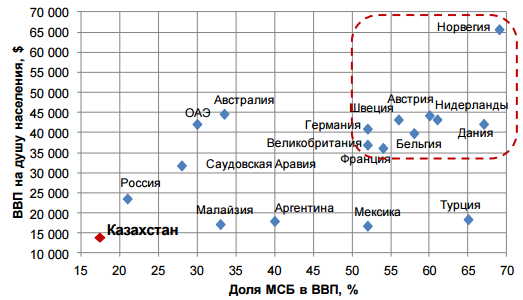 ВВП на душу населения, $
70 000
65 000
60 000
55 000
50 000
45 000
40 000
35 000
30 000
25 000
20 000
15 000
10 000
Норвегия
Австрия
Швеция
Нидерланды
Австралия
ОАЭ
Германия
Дания
Великобритания
Бельгия
Франция
Саудовская Аравия
Россия
Малайзия
Аргентина
Мексика
Турция
Казахстан
15 20 25 30 35 40 45 50 55 60 65 70
Доля МСБ в ВВП, %